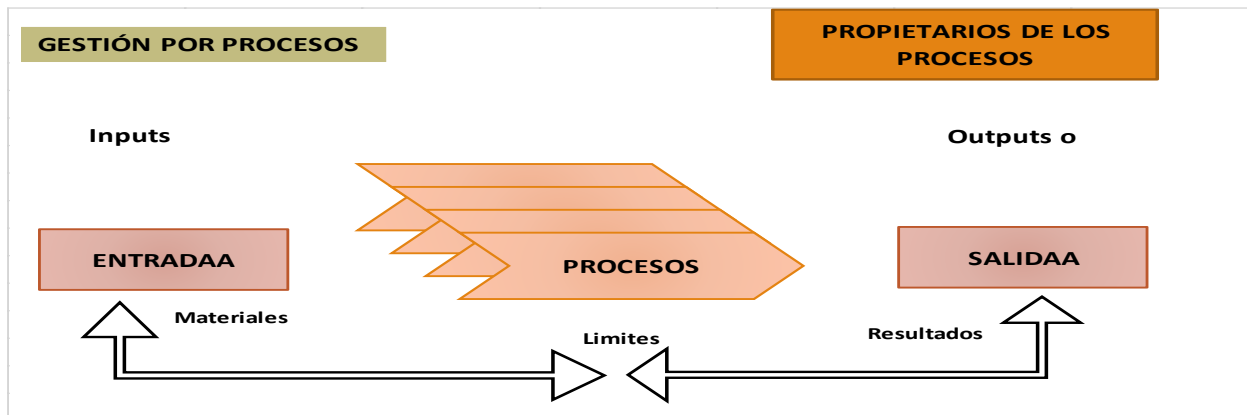 GESTIÓN POR PROCESOS
PROPIETARIOS DE LOS
PROCESOS
Inputs
Outputs o
ENTRADAA
PROCESOS
SALIDAA
Materiales
Limites
Resultados